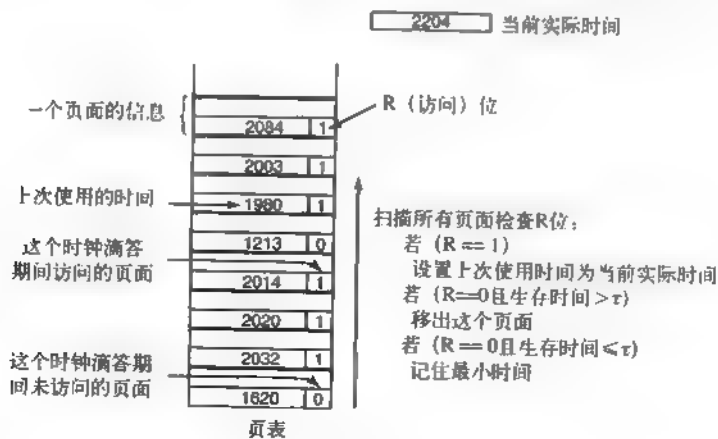 2204 当前实际时间
一个页面的信息
R（访问）位
2084 1
2003 1
上次使用的时间
1980 1
1213 0
这个时钟滴答
期间访问的页面
2014 1
2020 1
2032 1
这个时钟滴答期
间未访问的页面
1620 0
页表
扫描所有页面检查R位：
若（R == 1）
设置上次使用时间为当前实际时间
若（R==0且生存时间＞τ）
移出这个页面
若（R == 0且生存时间≤τ）
记住最小时间